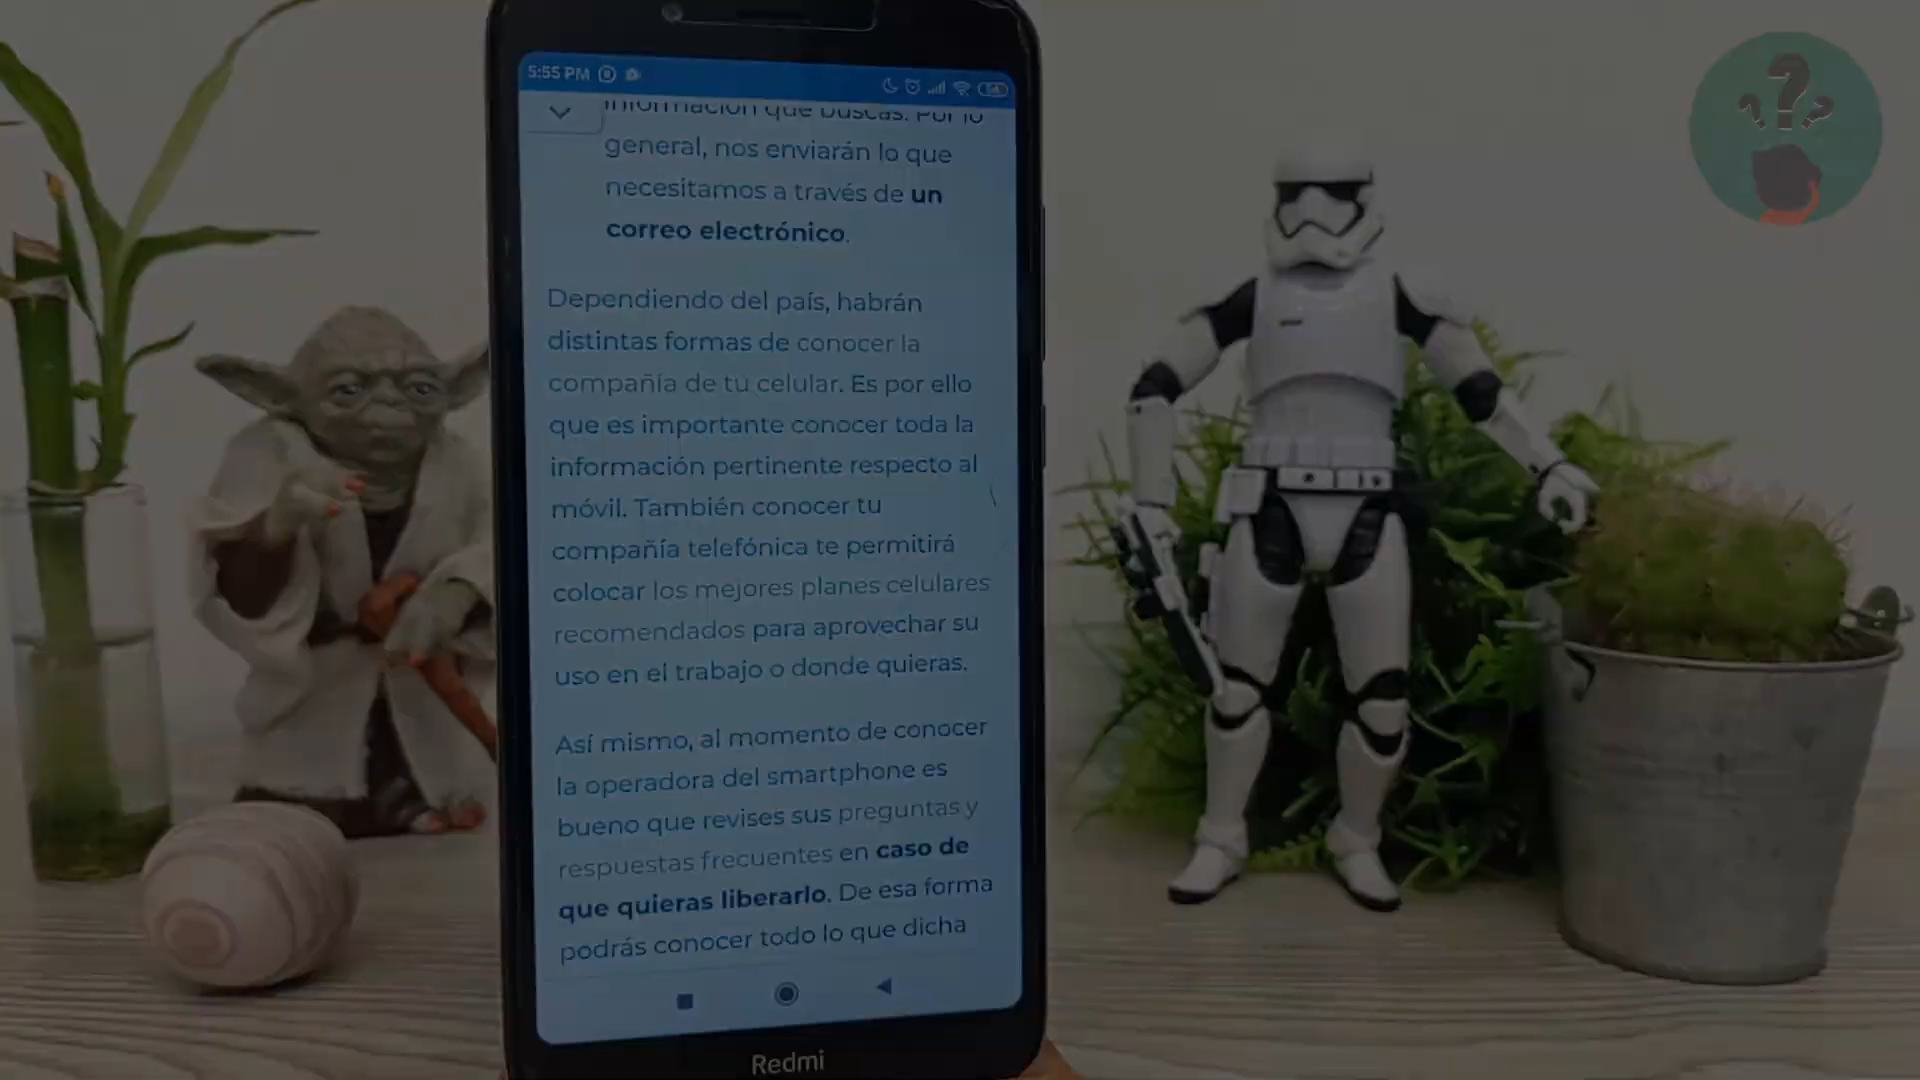 5:55 PM
información que buscas. Por lo
general, nos enviarán lo que
necesitamos a través de un
correo electrónico.
Dependiendo del país, habrán
distintas formas de conocer la
compañía de tu celular. Es por ello
que es importante conocer toda la
información pertinente respecto al
móvil. También conocer tu
compañía telefónica te permitirá
colocar los mejores planes celulares
recomendados para aprovechar su
uso en el trabajo o donde quieras.
Así mismo, al momento de conocer
la operadora del smartphone es
bueno que revises sus preguntas y
respuestas frecuentes en caso de
que quieras liberarlo. De esa forma
podrás conocer todo lo que dicha
Redmi